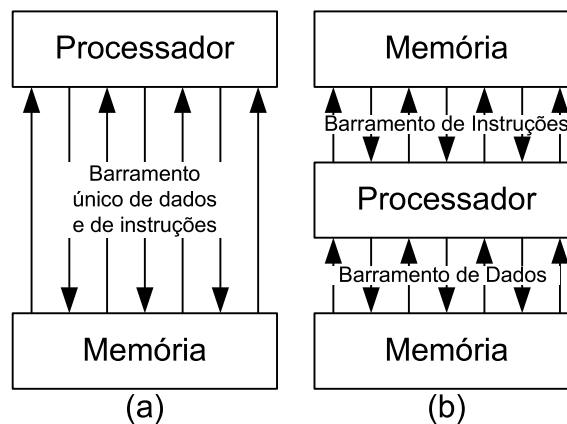 Processador
Barramento
único de dados
e de instruções
Memória
(a)
Memória
Barramento de Instruções
Processador
Barramento de Dados
Memória
(b)